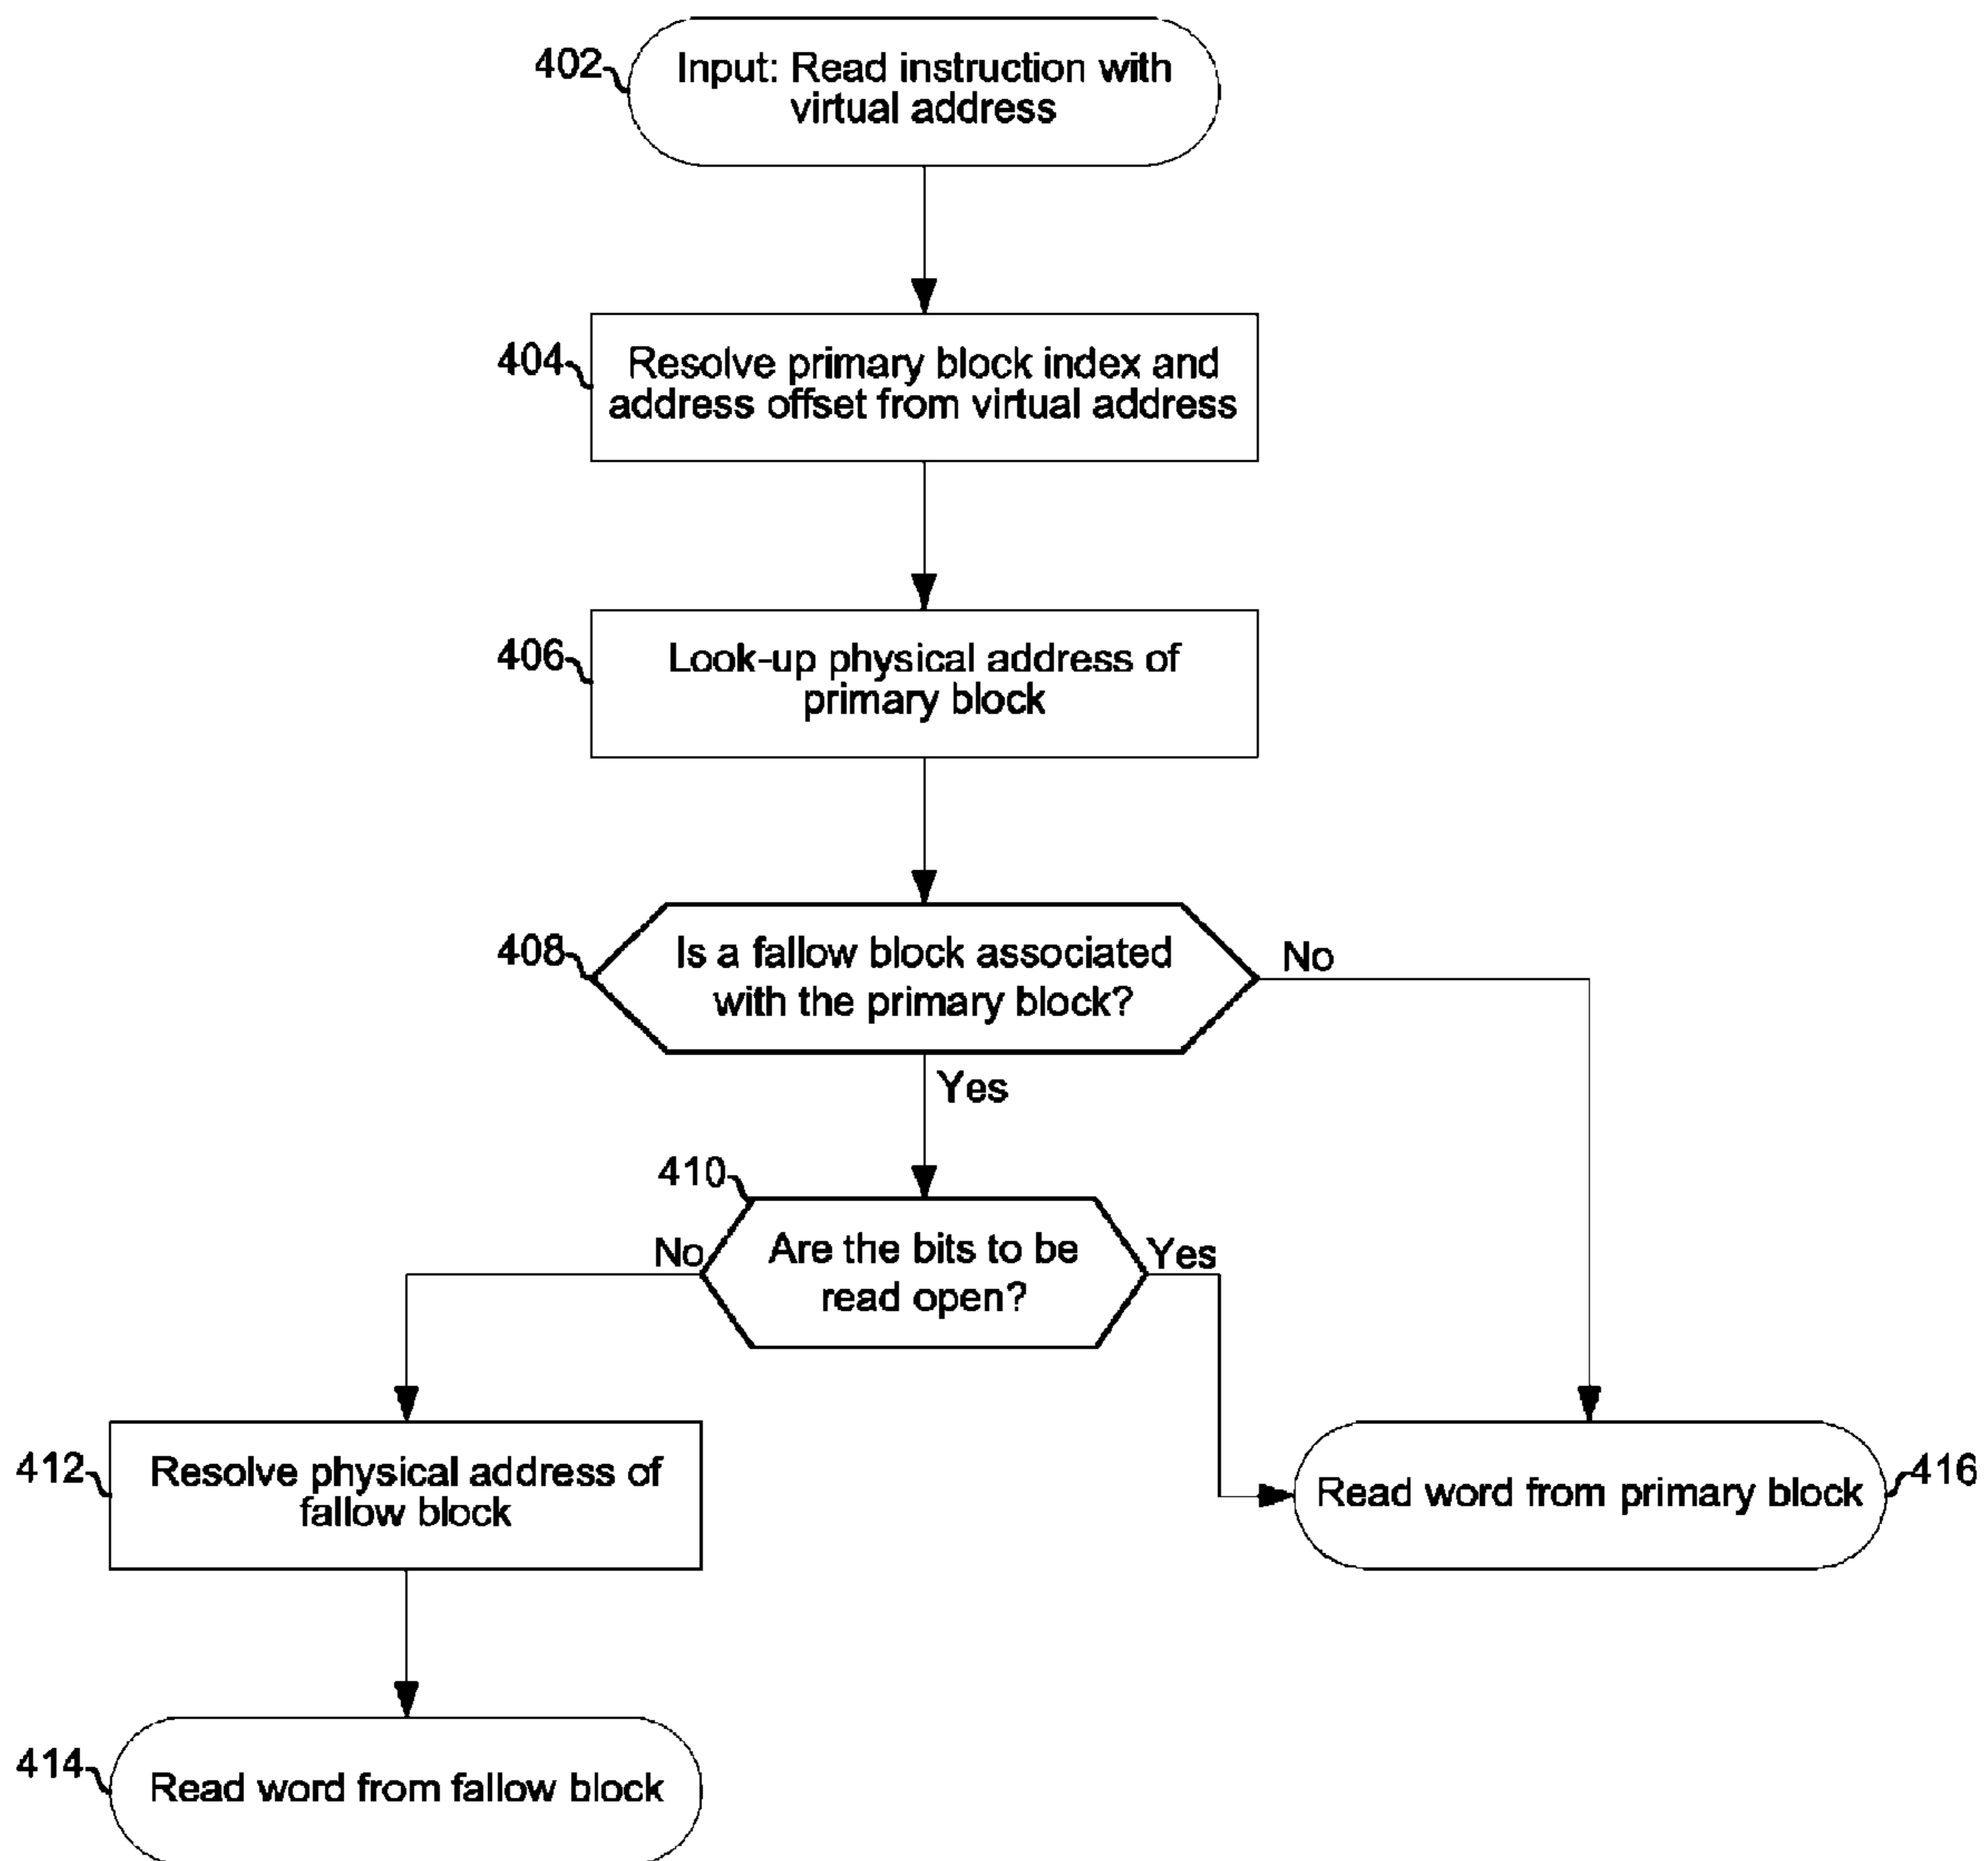 402
Input: Read instruction with
virtual address
404
Resolve primary block index and
address offset from virtual address
406
Look-up physical address of
primary block
408
Is a fallow block associated
with the primary block?
No
Yes
410
No
Are the bits to be
read open?
Yes
412
Resolve physical address of
fallow block
Read word from primary block
416
414
Read word from fallow block